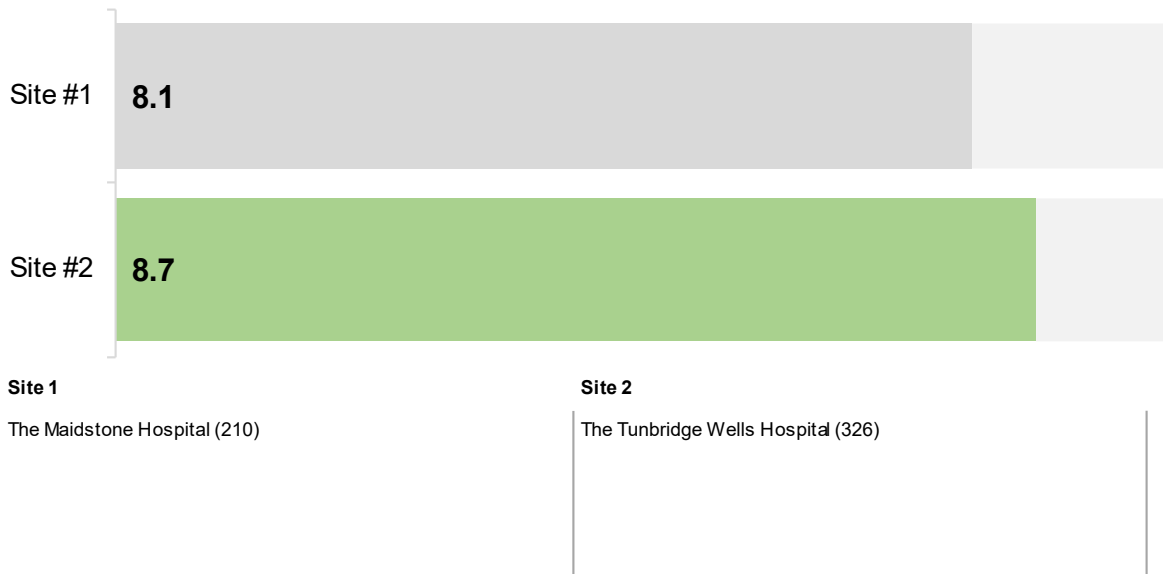 Site #1
8.1
Site #2
8.7
Site 1
The Maidstone Hospital (210)
Site 2
The Tunbridge Wells Hospital (326)